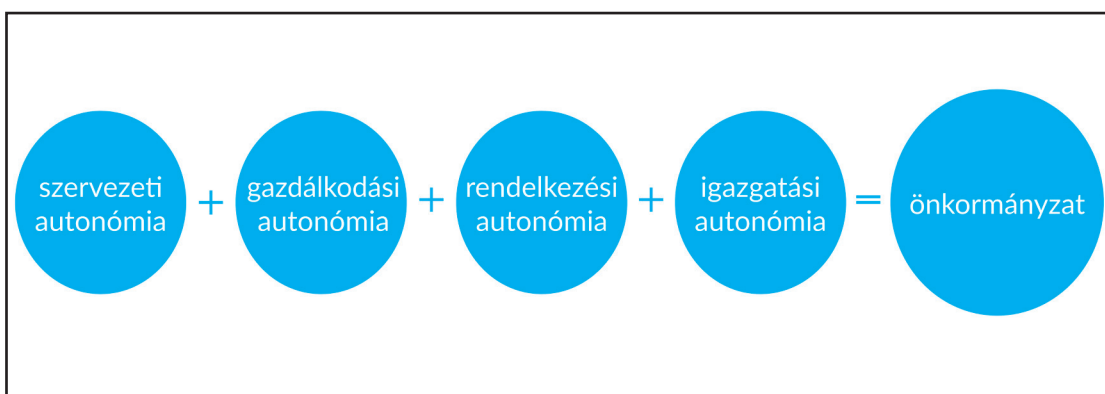 szervezeti
autonómia
+
gazdálkodási
autonómia
+
rendelkezési
autonómia
+
igazgatási
autonómia
=
önkormányzat